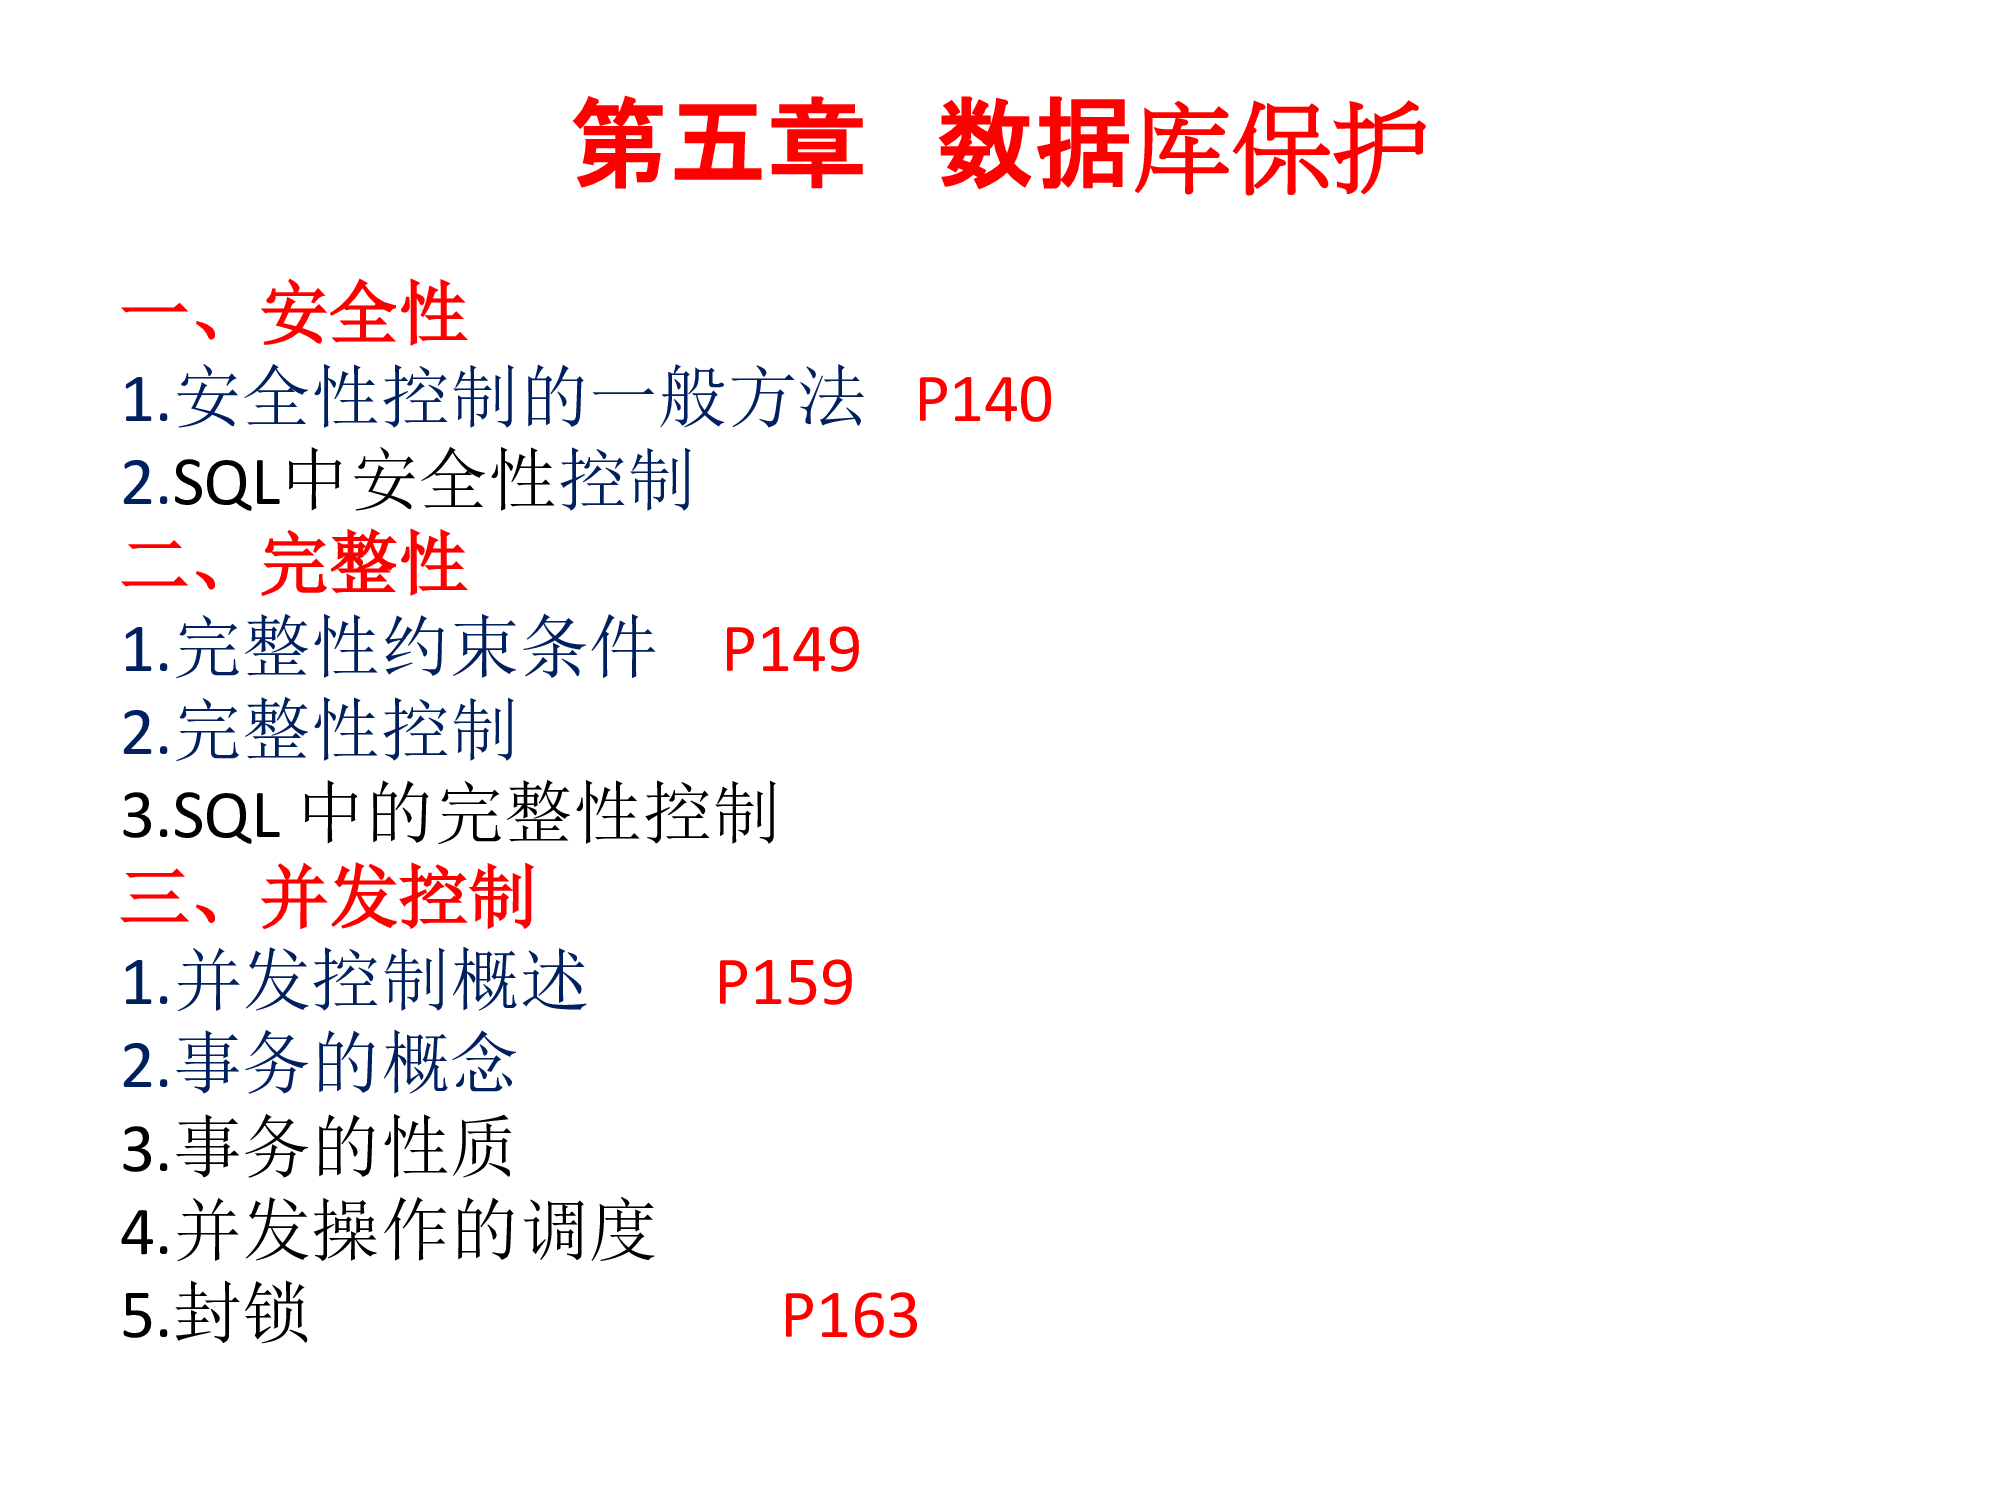 第五章 数据库保护
一、安全性
1.安全性控制的一般方法 P140
2.SQL中安全性控制
二、完整性
1.完整性约束条件 P149
2.完整性控制
3.SQL 中的完整性控制
三、并发控制
1.并发控制概述 P159
2.事务的概念
3.事务的性质
4.并发操作的调度
5.封锁 P163